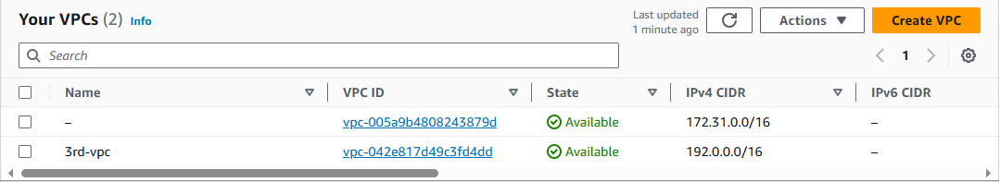 Your VPCs (2) Info
Last updated
1 minute ago
Actions
Create VPC
Search
1
Name VPC ID State IPv4 CIDR IPv6 CIDR
– vpc-005a9b4808243879d Available 172.31.0.0/16 –
3rd-vpc vpc-042e817d49c3fd4dd Available 192.0.0.0/16 –